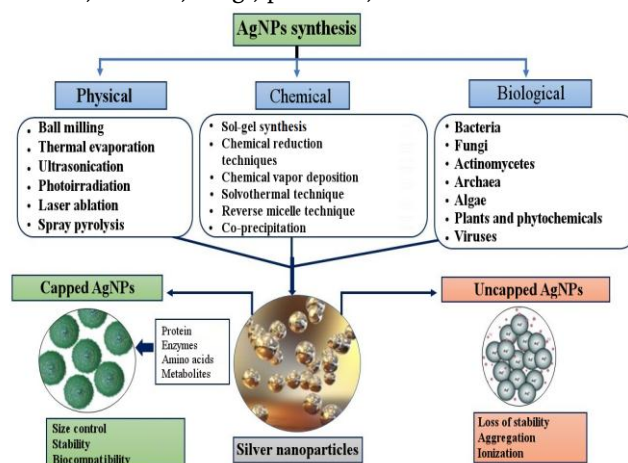 AgNPs synthesis
Physical
Ball milling
Thermal evaporation
Ultrasonication
Photoirradiation
Laser ablation
Spray pyrolysis
Chemical
Sol-gel synthesis
Chemical reduction
techniques
Chemical vapor deposition
Solvothermal technique
Reverse micelle technique
Co-precipitation
Biological
Bacteria
Fungi
Actinomycetes
Archaea
Algae
Plants and phytochemicals
Viruses
Capped AgNPs
Protein
Enzymes
Amino acids
Metabolites
Size control
Stability
Biocompatibility
Silver nanoparticles
Uncapped AgNPs
Loss of stability
Aggregation
Ionization